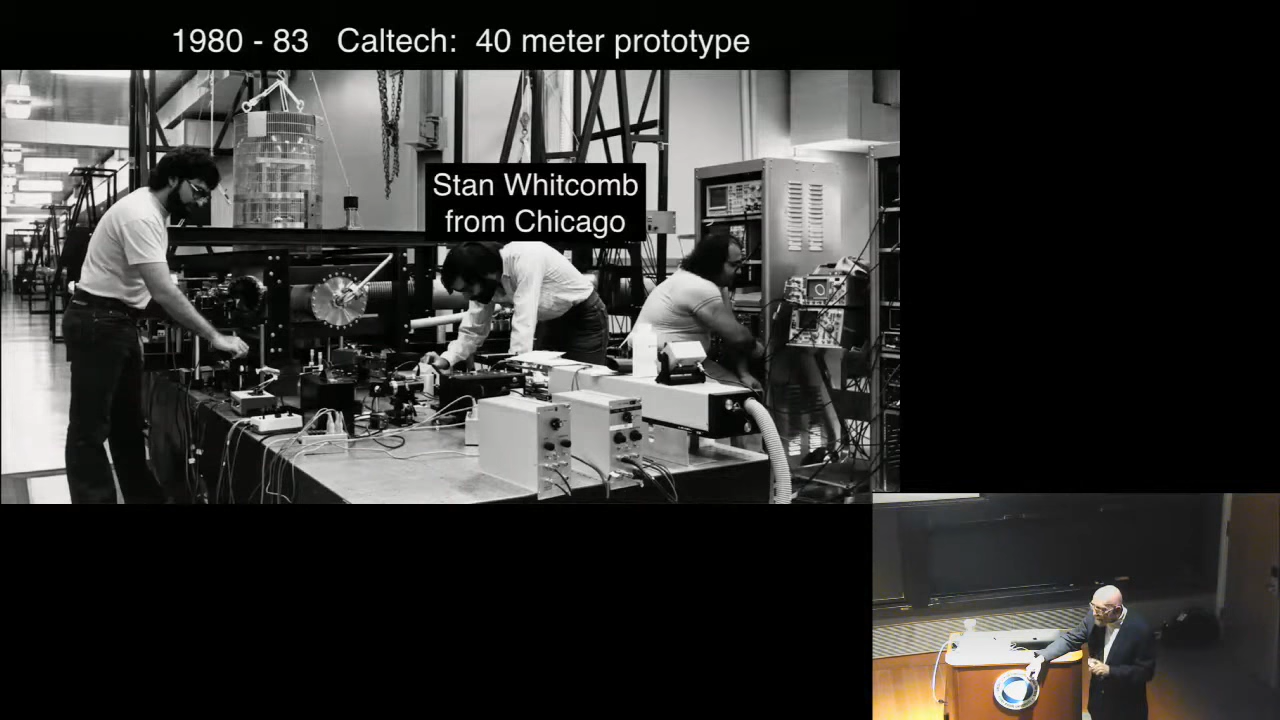 1980 - 83 Caltech: 40 meter prototype
Stan Whitcomb
from Chicago